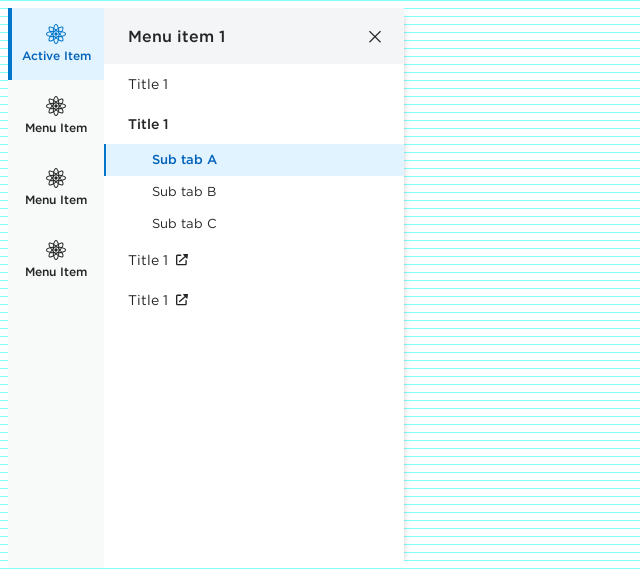 Active Item
Menu Item
Menu Item
Menu Item
Menu item 1
Title 1
Title 1
Sub tab A
Sub tab B
Sub tab C
Title 1
Title 1